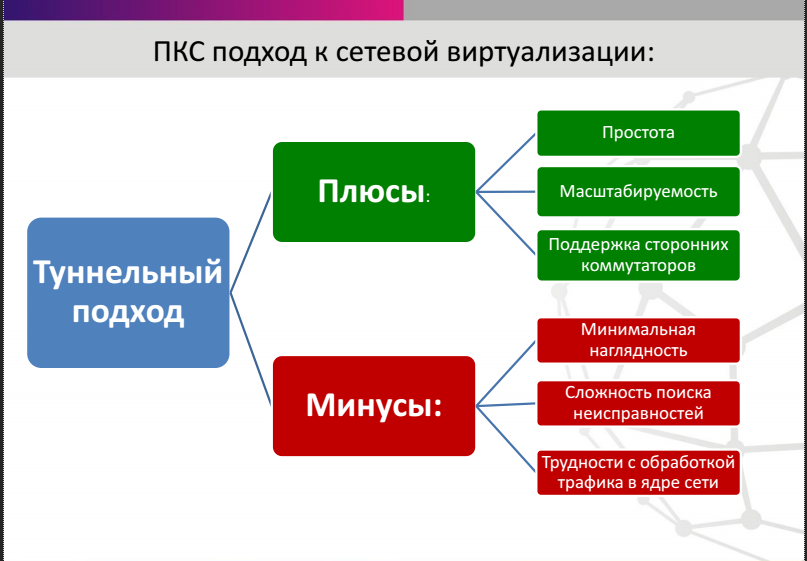 ПКС подход к сетевой виртуализации:
Туннельный
подход
Плюсы:
Простота
Масштабируемость
Поддержка сторонних
коммутаторов
Минусы:
Минимальная
наглядность
Сложность поиска
неисправностей
Трудности с обработкой
трафика в ядре сети